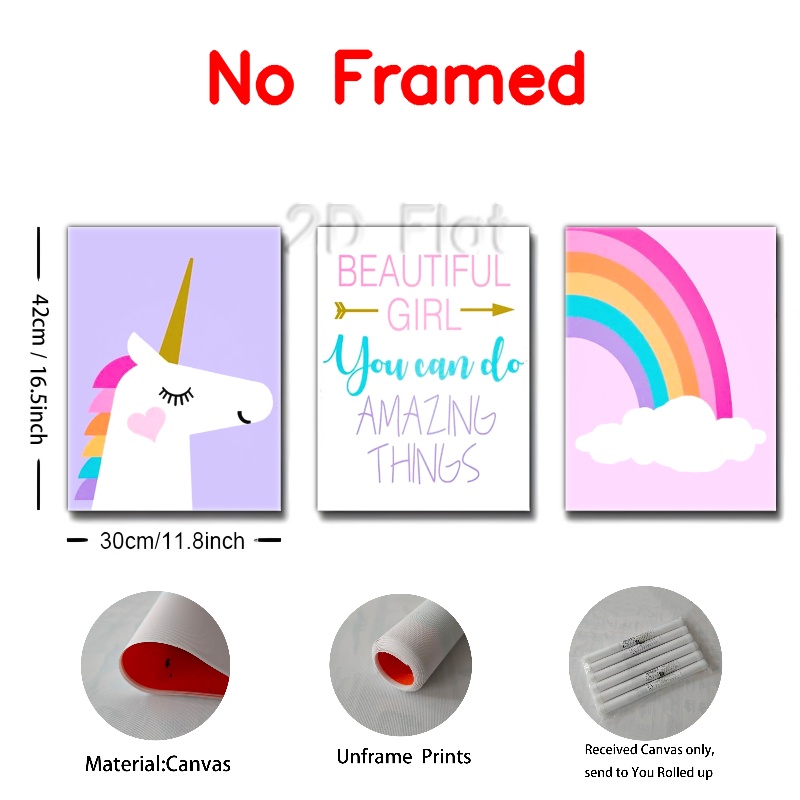 No Framed
2D Flat
42cm / 16.5inch
BEAUTIFUL
GIRL
You can do
AMAZING
THINGS
30cm/11.8inch
Material:Canvas
Unframe Prints
Received Canvas only,
send to You Rolled up